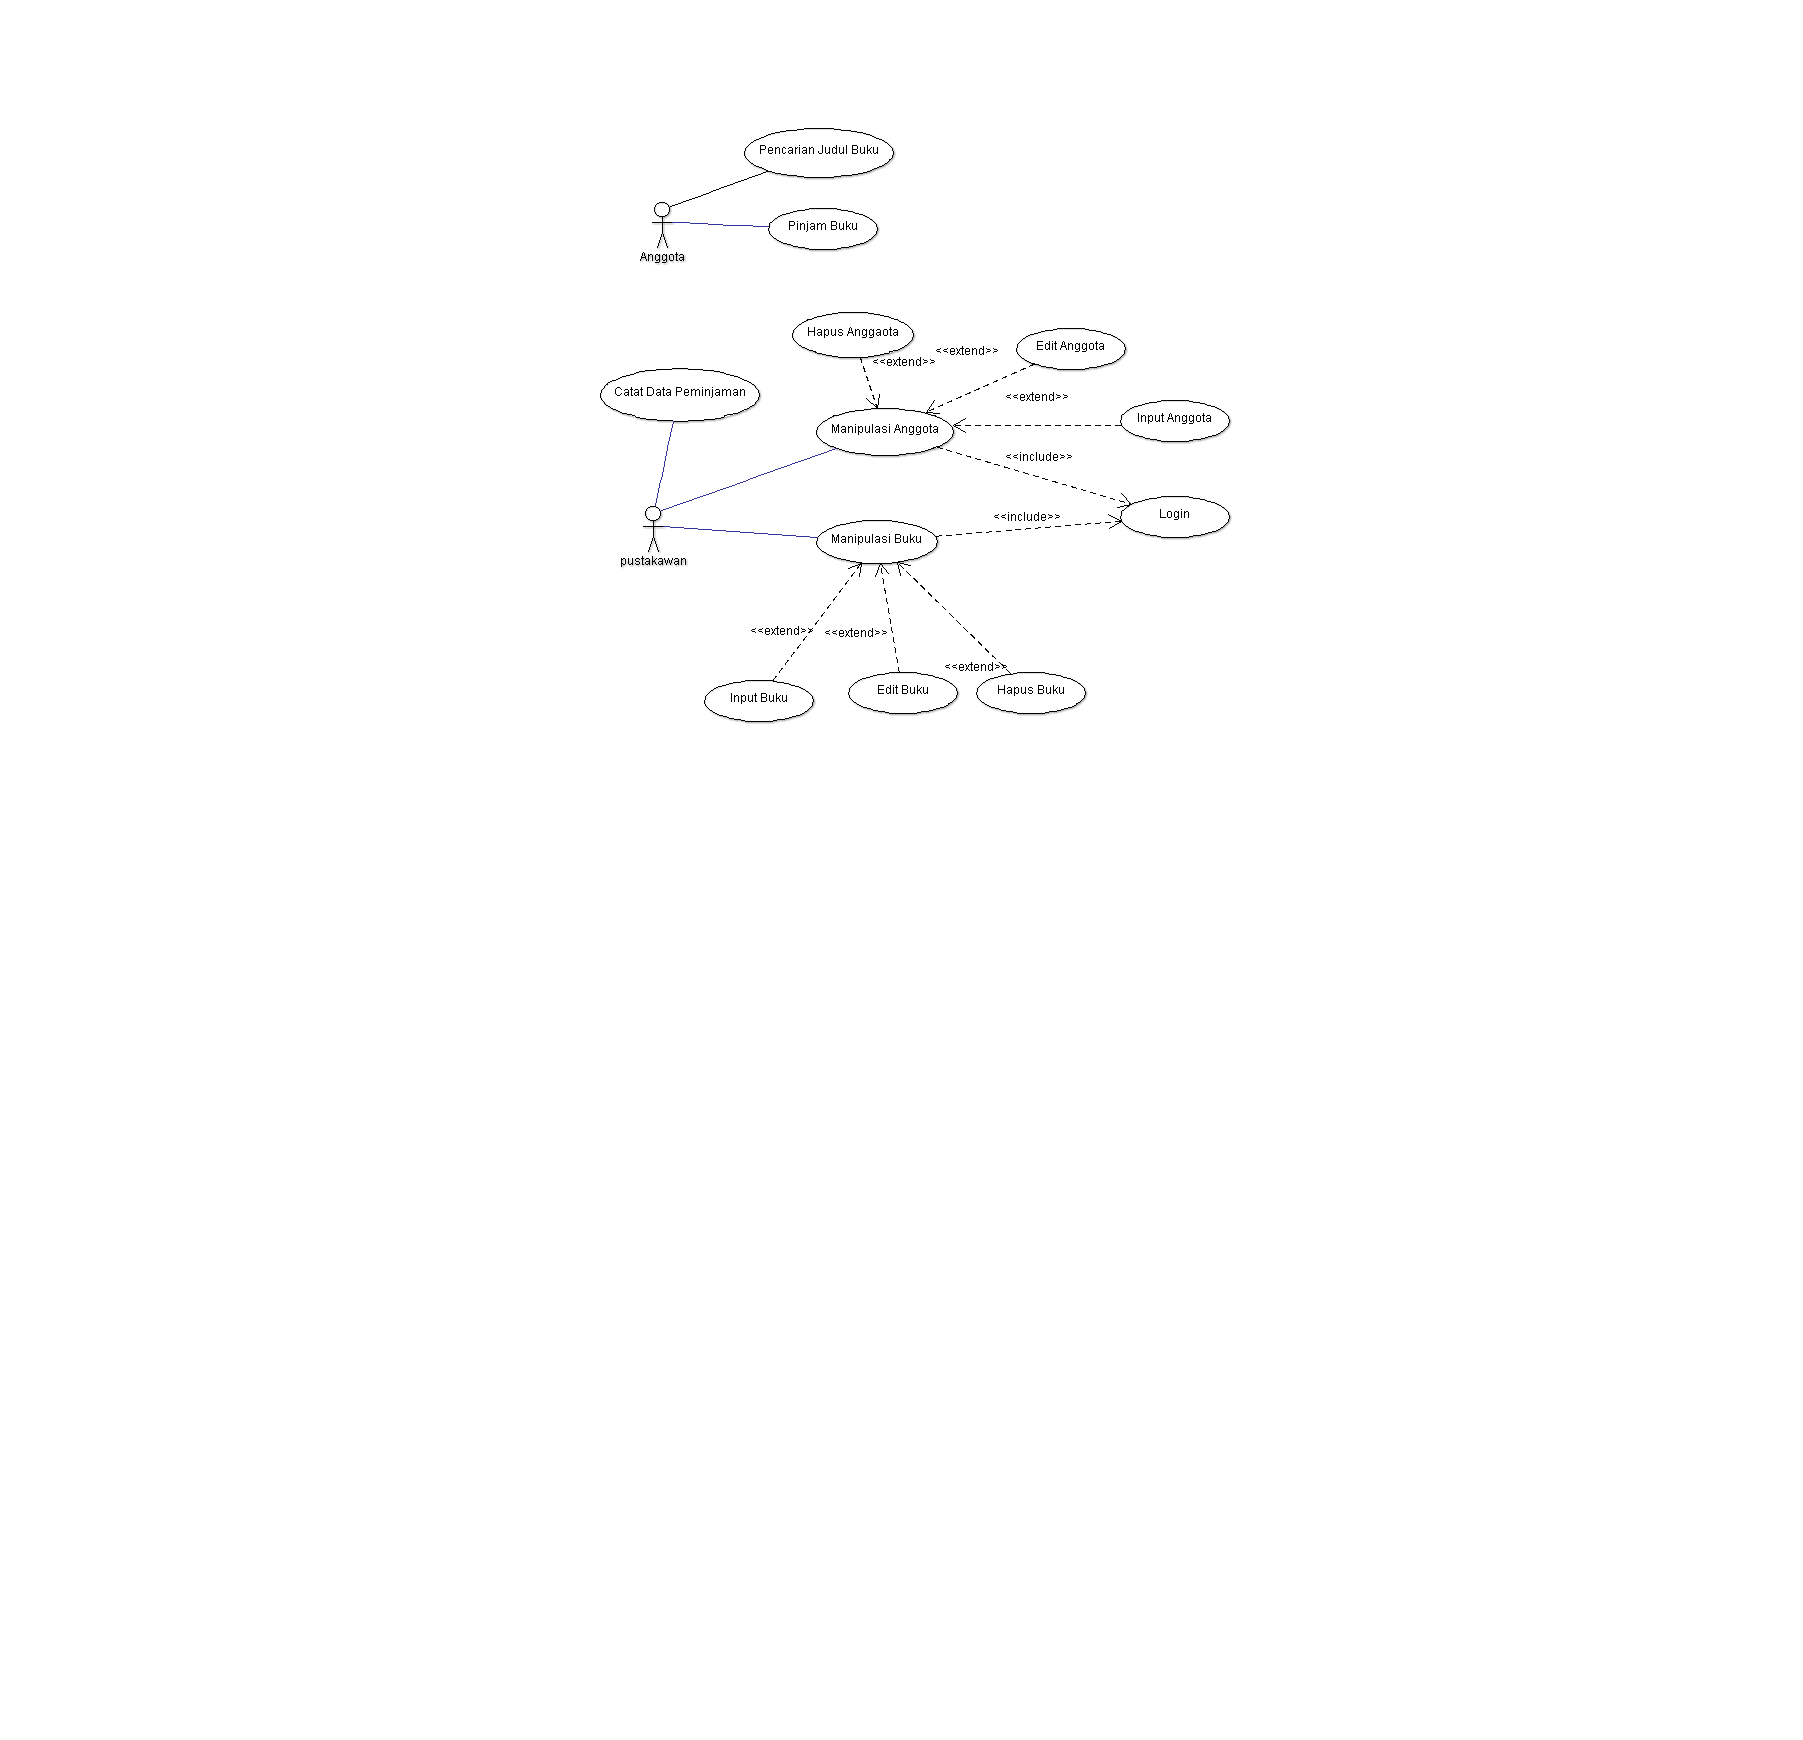 Pencarian Judul Buku
Pinjam Buku
Anggota
Hapus Anggaota
Edit Anggota
<<extend>>
<<extend>>
Catat Data Peminjaman
<<extend>>
Input Anggota
Manipulasi Anggota
<<include>>
Login
<<include>>
Manipulasi Buku
pustakawan
<<extend>>
<<extend>>
<<extend>>
Input Buku
Edit Buku
Hapus Buku